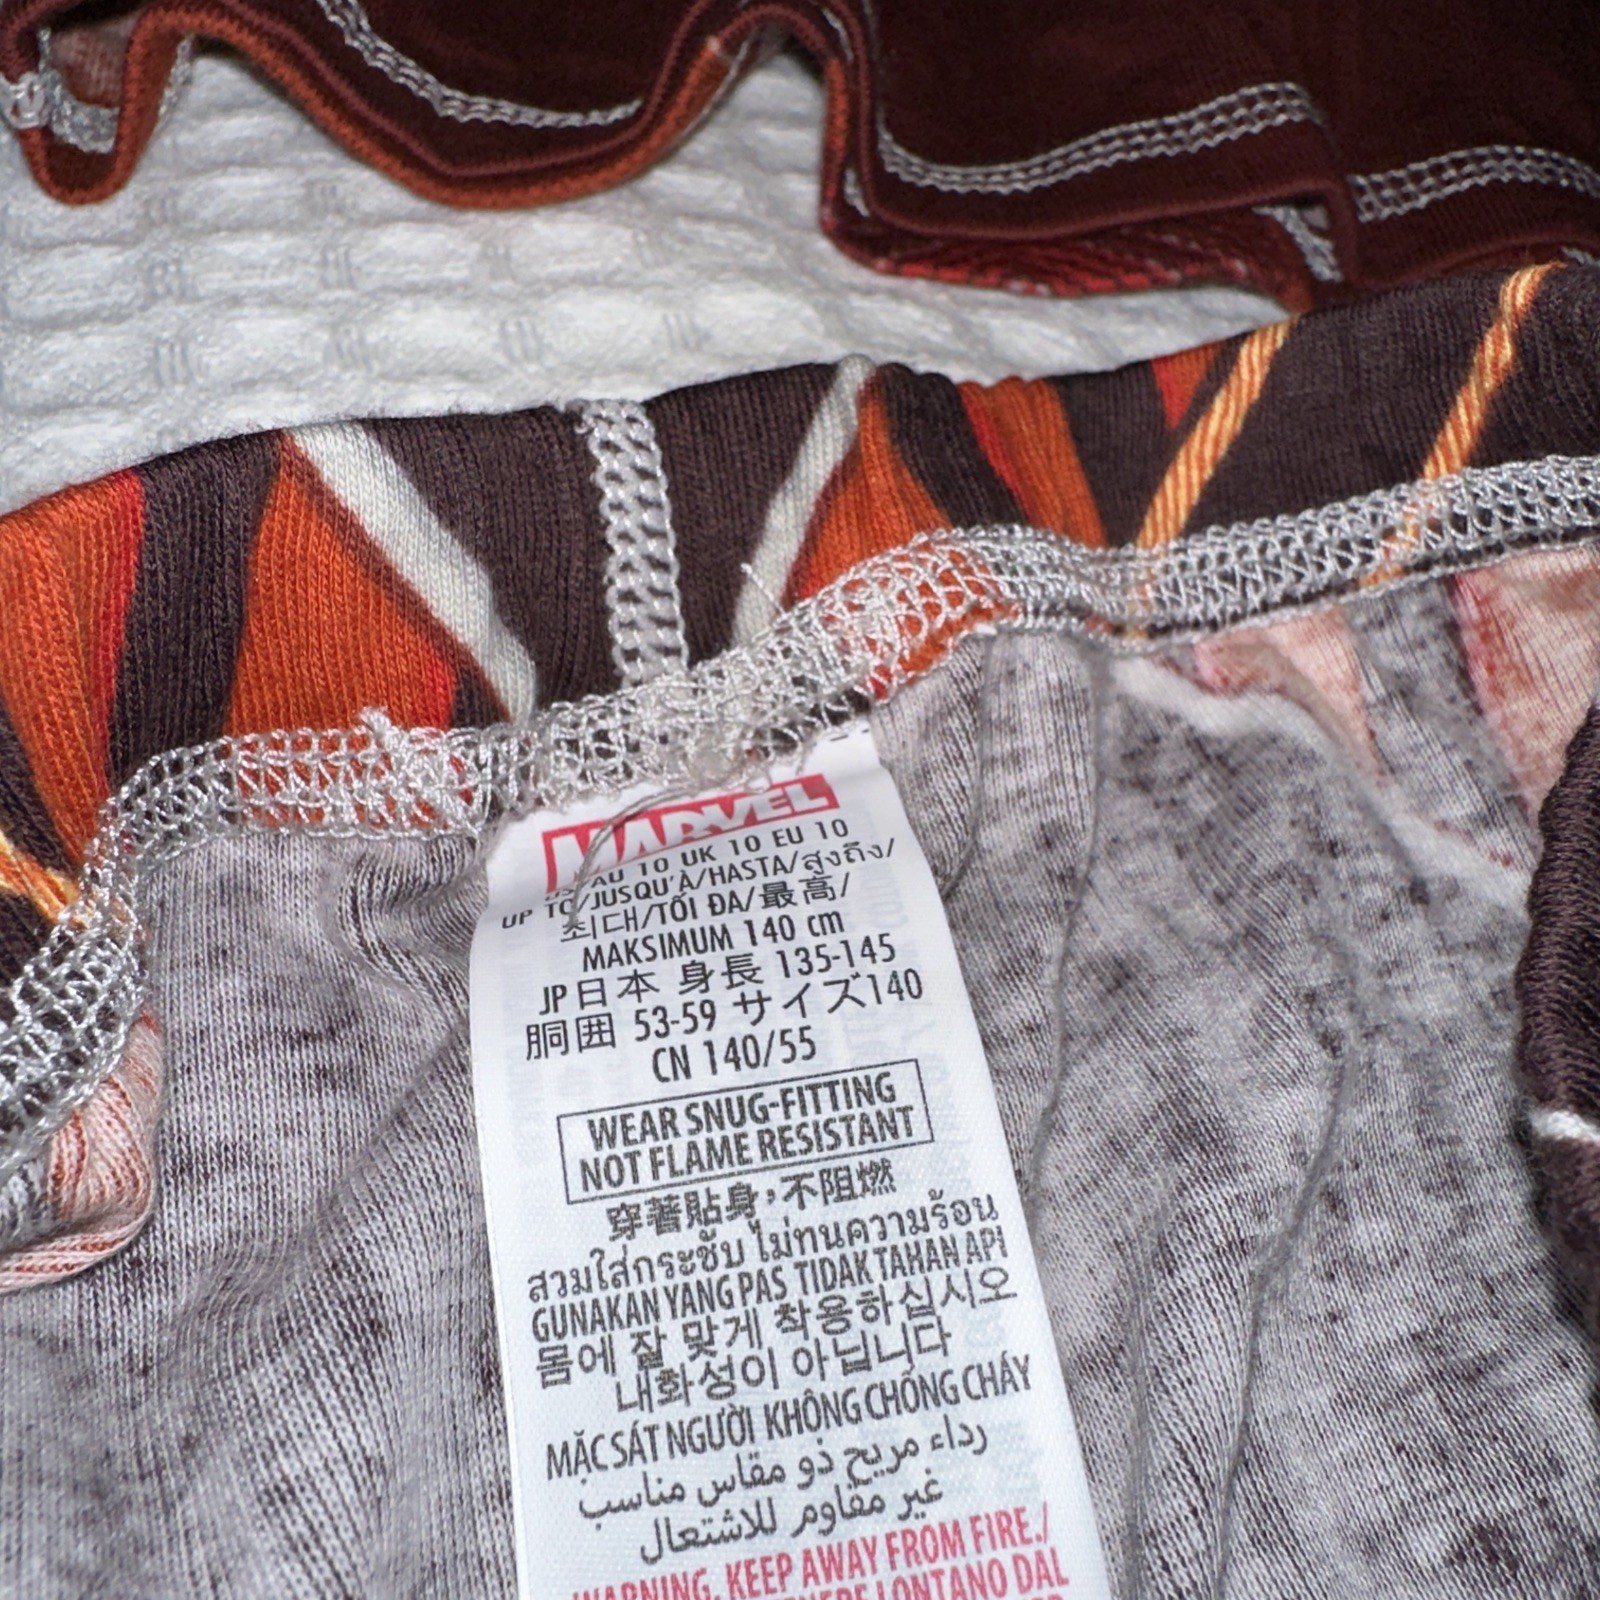 MARVEL
US/AU 10 UK 10 EU 10
UP TO/JUSQU'À/HASTA/สูงถึง/
최대/TỐI ĐA/最高/
MAKSIMUM 140 cm
JP日本 身長 135-145
胴囲 53-59 サイズ140
CN 140/55
WEAR SNUG-FITTING
NOT FLAME RESISTANT
穿著貼身，不阻燃
สวมใส่กระชับ ไม่ทนความร้อน
GUNAKAN YANG PAS TIDAK TAHAN API
몸에 잘 맞게 착용하십시오
내화성이 아닙니다
MẶC SÁT NGƯỜI KHÔNG CHỐNG CHÁY
رداء مريح ذو مقاس مناسب
غير مقاوم للاشتعال
WARNING. KEEP AWAY FROM FIRE./
LONTANO DAL